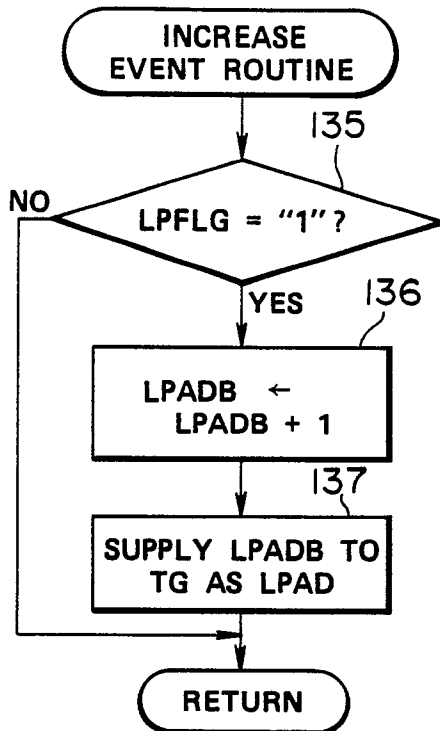 INCREASE
EVENT ROUTINE
135
LPFLG = "1"?
NO
YES
136
LPADB ←
LPADB + 1
137
SUPPLY LPADB TO
TG AS LPAD
RETURN